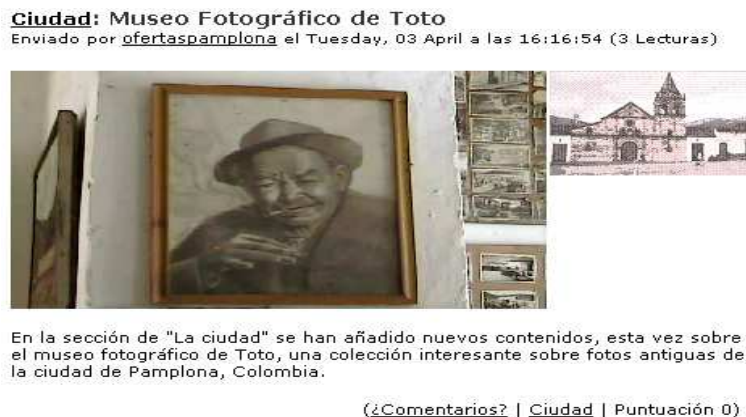 Ciudad: Museo Fotográfico de Toto
Enviado por ofertaspamplona el Tuesday, 03 April a las 16:16:54 (3 Lecturas)
En la sección de "La ciudad" se han añadido nuevos contenidos, esta vez sobre
el museo fotográfico de Toto, una colección interesante sobre fotos antiguas de
la ciudad de Pamplona, Colombia.
(¿Comentarios? | Ciudad | Puntuación 0)